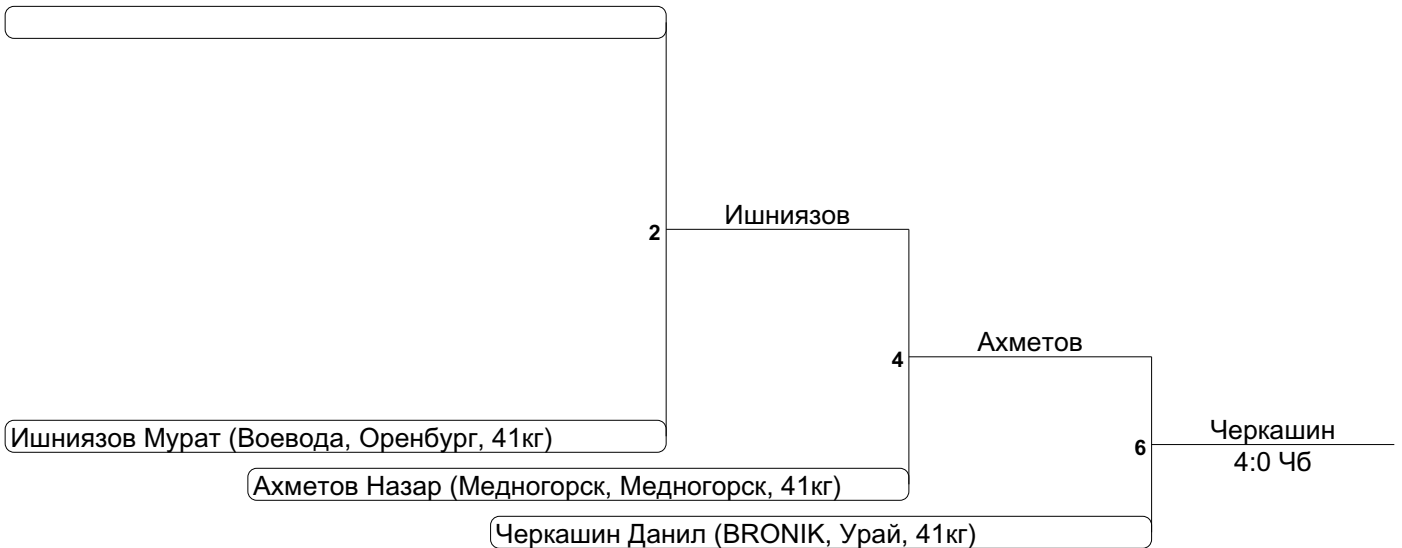 Ишниязов
2
Ахметов
4
Ишниязов Мурат (Воевода, Оренбург, 41кг)
Черкашин
6
4:0 Чб
Ахметов Назар (Медногорск, Медногорск, 41кг)
Черкашин Данил (BRONIK, Урай, 41кг)